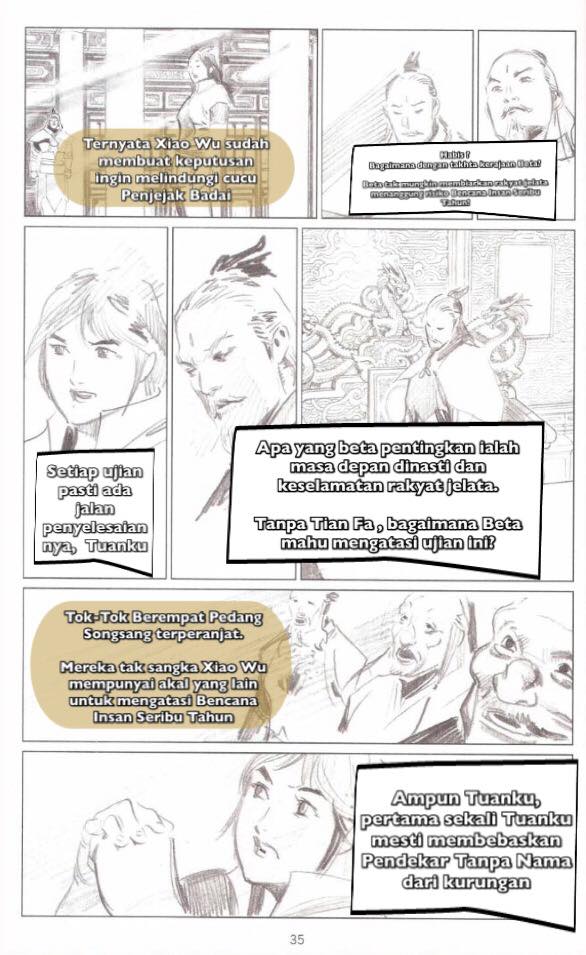 Ternyata Xiao Wu sudah
membuat keputusan
ingin melindungi cucu
Penjejak Badai
Habis ?
Bagaimana dengan takhta kerajaan Beta?
Beta tak mungkin membiarkan rakyat jelata
menanggung risiko Bencana Insan Seribu
Tahun!
Setiap ujian
pasti ada
jalan
penyelesaian
nya, Tuanku
Apa yang beta pentingkan ialah
masa depan dinasti dan
keselamatan rakyat jelata.
Tanpa Tian Fa , bagaimana Beta
mahu mengatasi ujian ini?
Tok-Tok Berempat Pedang
Songsang terperanjat.
Mereka tak sangka Xiao Wu
mempunyai akal yang lain
untuk mengatasi Bencana
Insan Seribu Tahun
Ampun Tuanku,
pertama sekali Tuanku
mesti membebaskan
Pendekar Tanpa Nama
dari kurungan
35